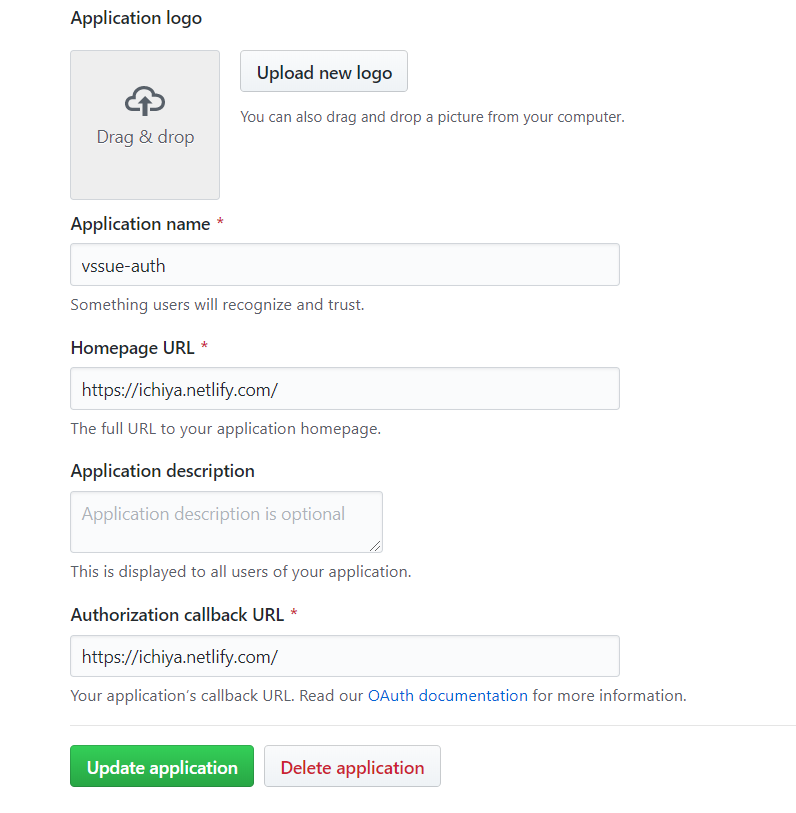 Application logo
Drag & drop
Upload new logo
You can also drag and drop a picture from your computer.
Application name *
vssue-auth
Something users will recognize and trust.
Homepage URL *
https://ichiya.netlify.com/
The full URL to your application homepage.
Application description
Application description is optional
This is displayed to all users of your application.
Authorization callback URL *
https://ichiya.netlify.com/
Your application’s callback URL. Read our OAuth documentation for more information.
Update application Delete application